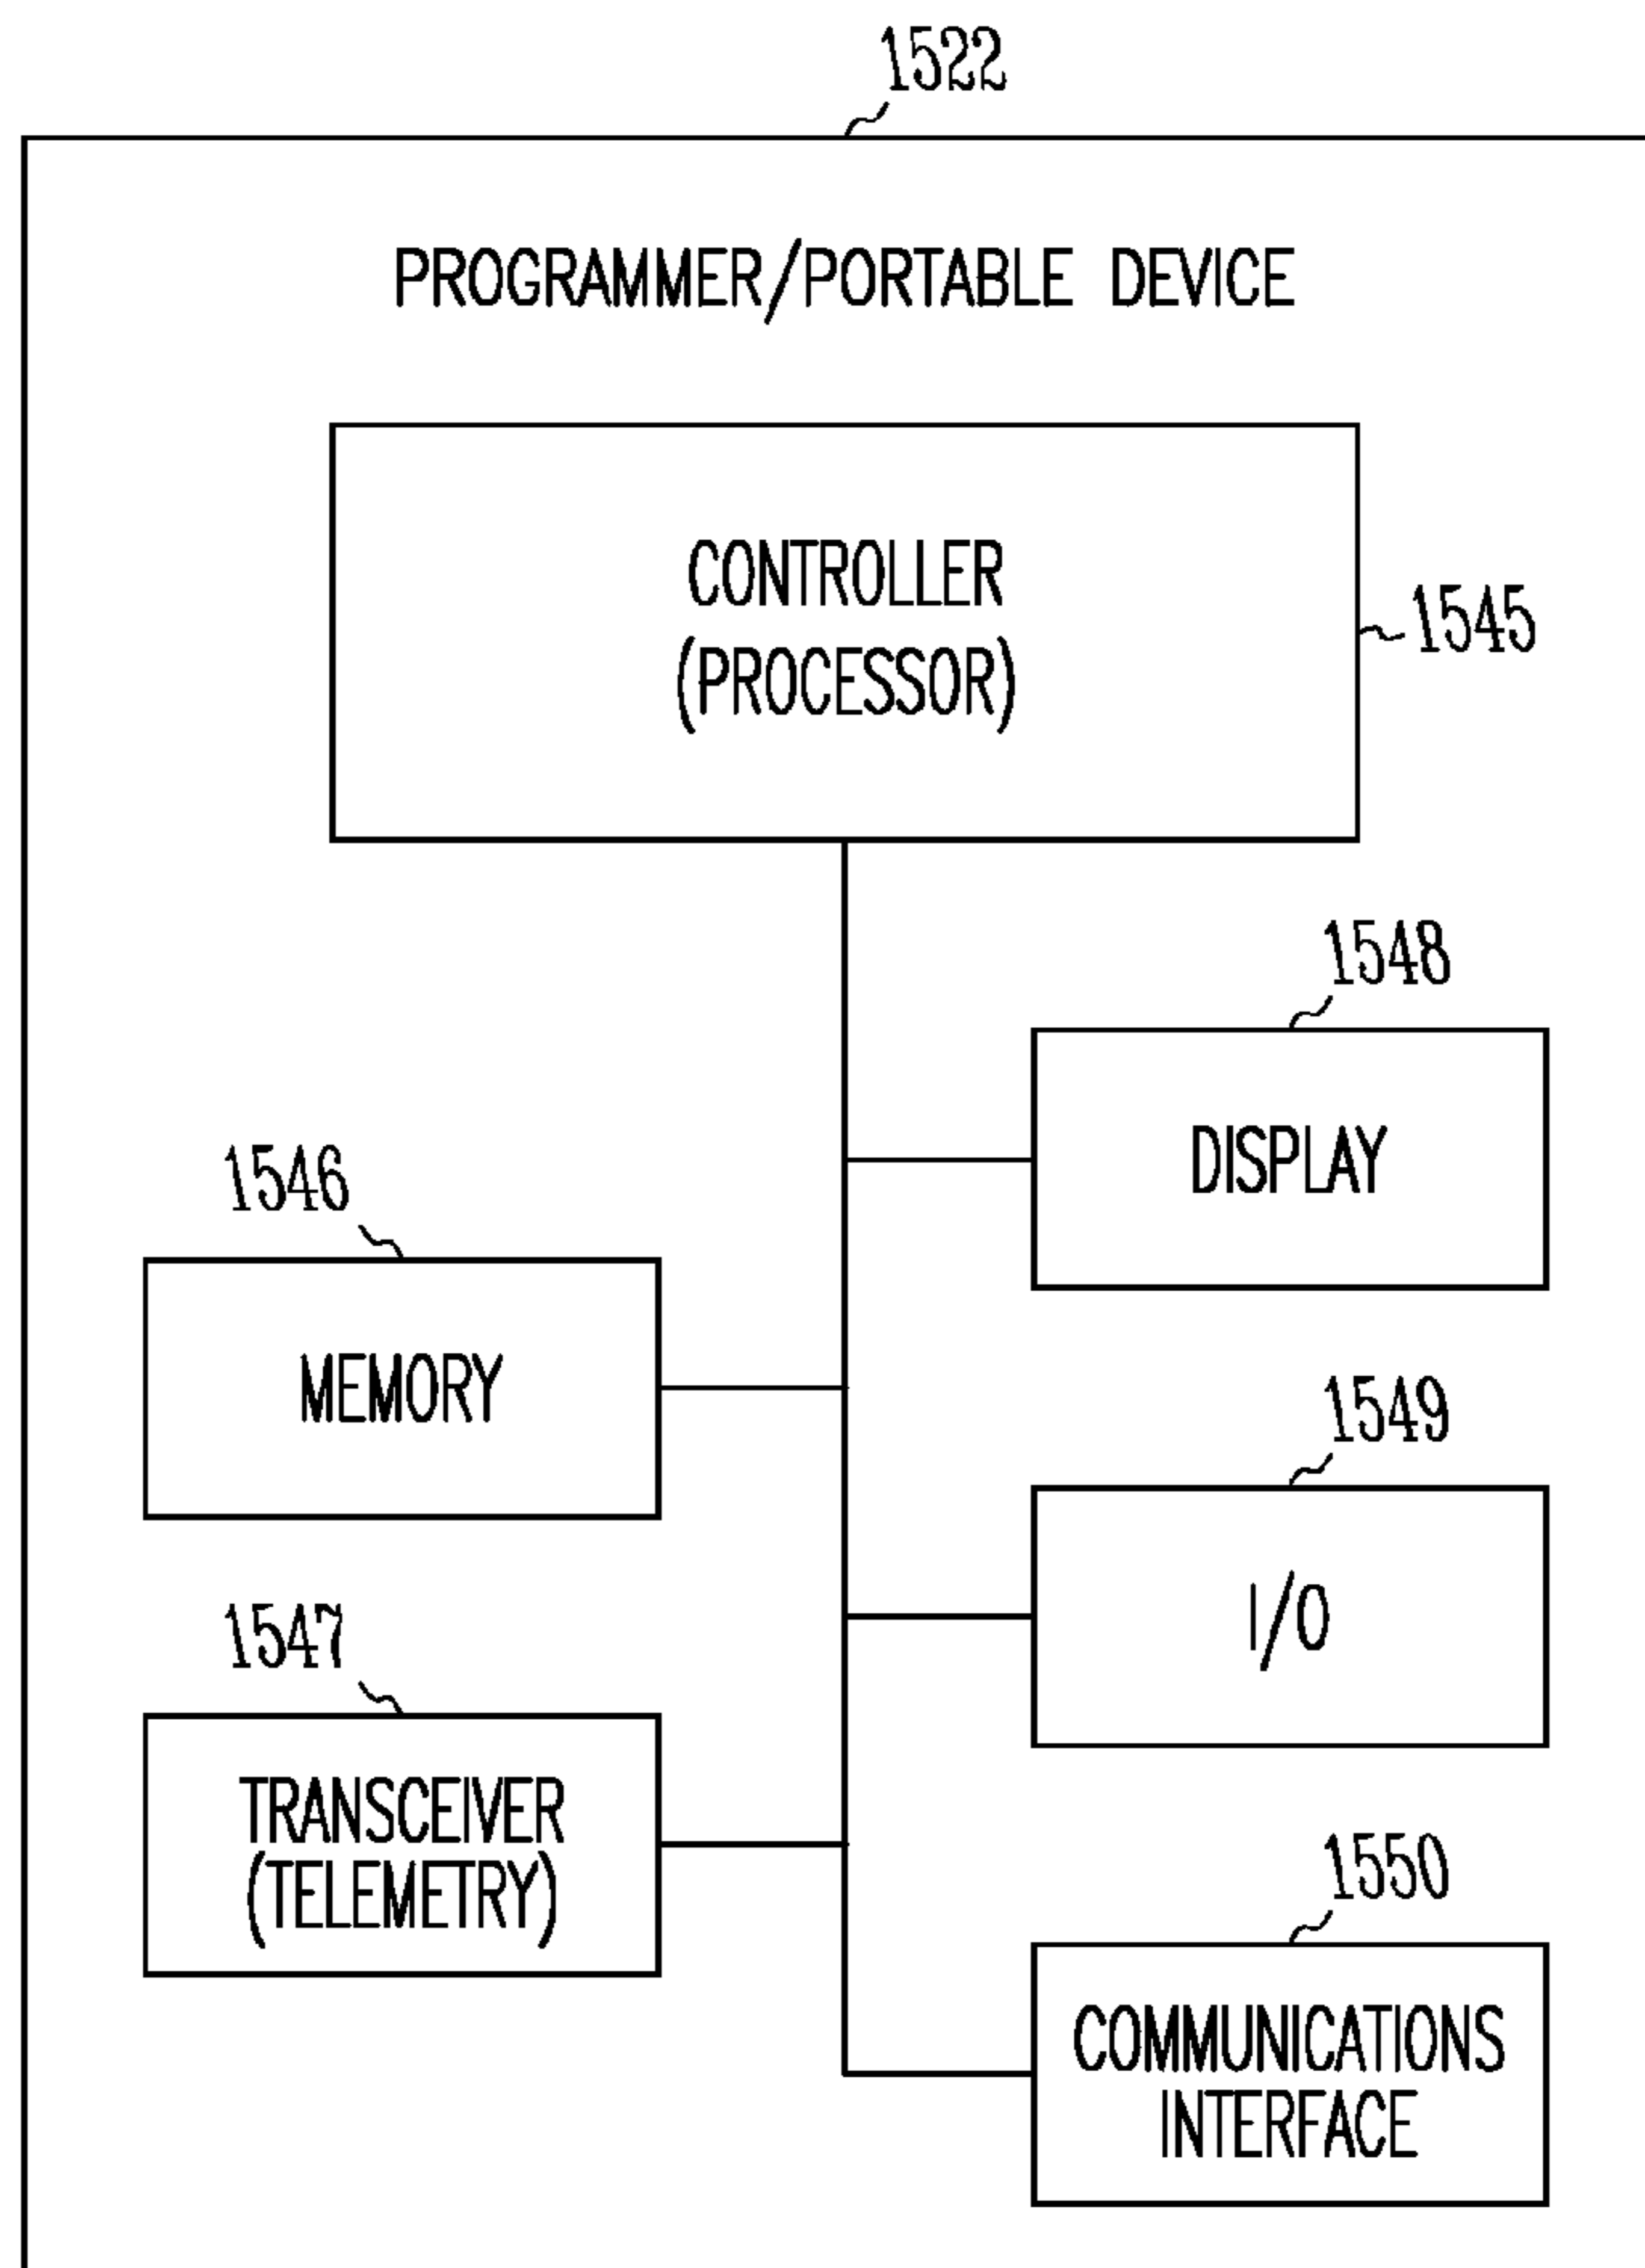 1522
PROGRAMMER/PORTABLE DEVICE
CONTROLLER
(PROCESSOR)
1545
1548
DISPLAY
1546
MEMORY
1549
I/O
1547
TRANSCEIVER
(TELEMETRY)
1550
COMMUNICATIONS
INTERFACE